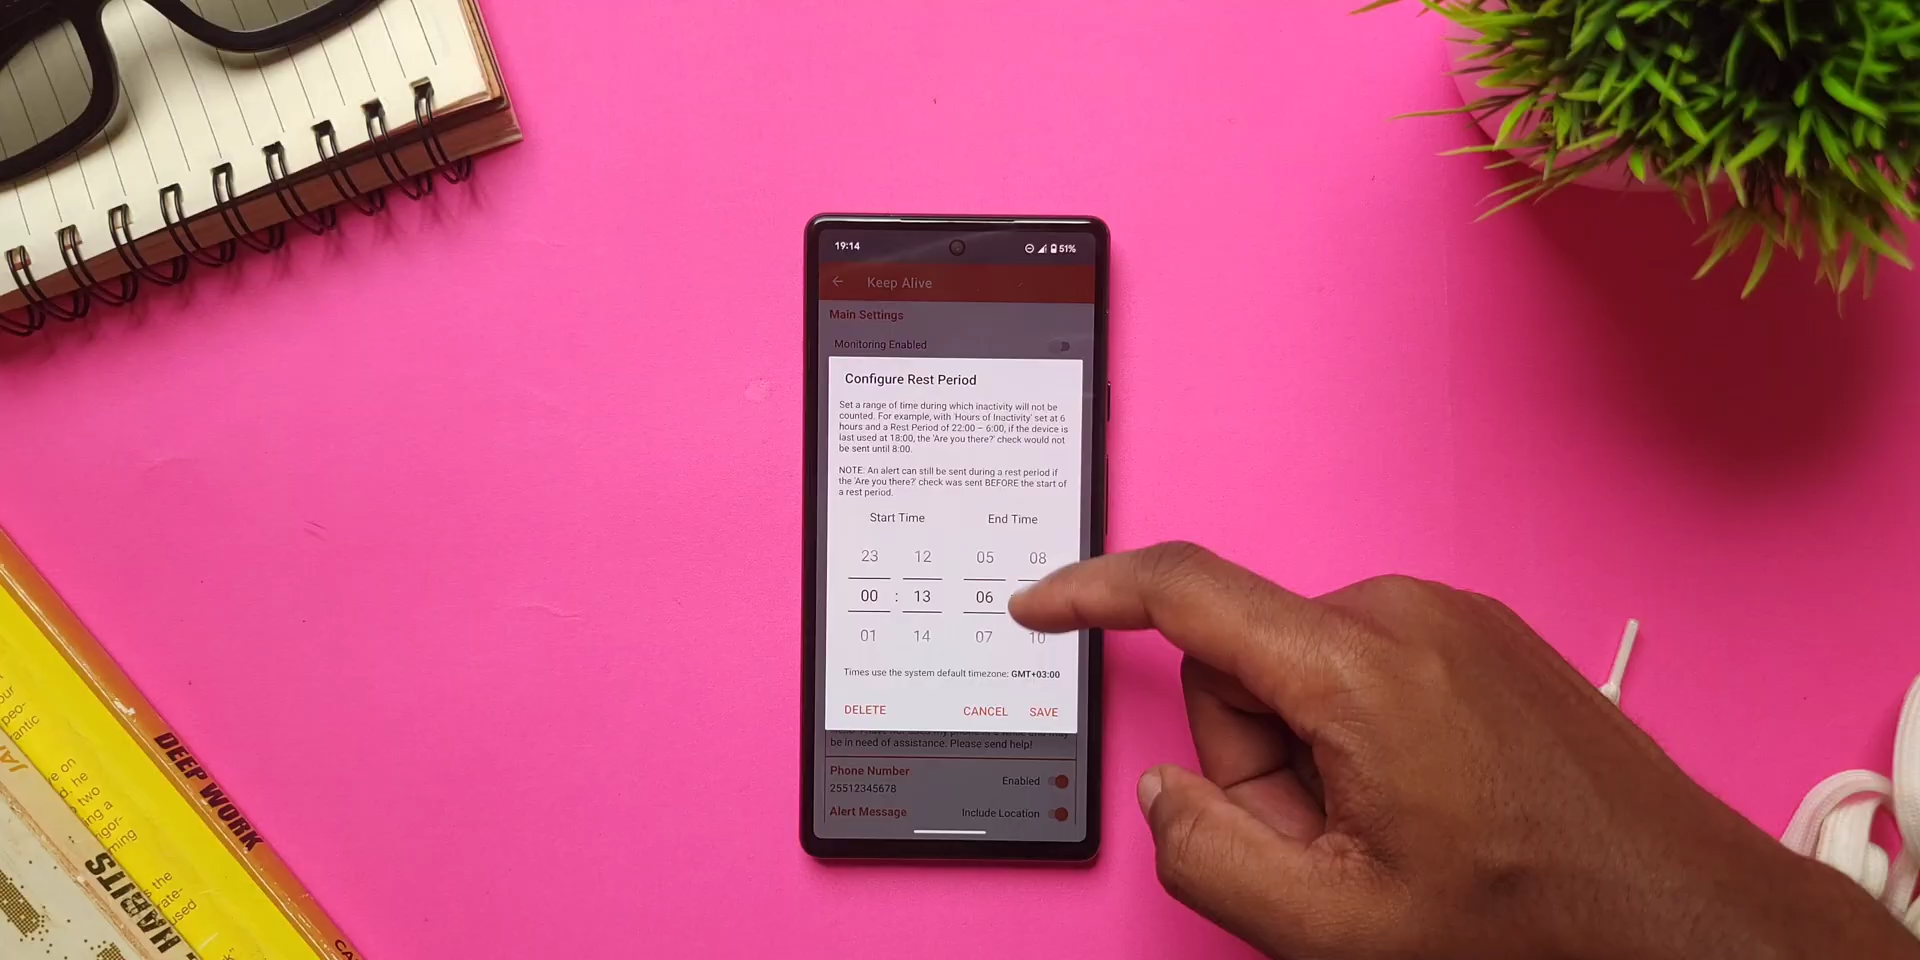 19:14
51%
Keep Alive
Main Settings
Monitoring Enabled
Configure Rest Period
Set a range of time during which inactivity will not be
counted. For example, with 'Hours of Inactivity' set at 6
hours and a Rest Period of 22:00 – 6:00, if the device is
last used at 18:00, the 'Are you there?' check would not
be sent until 8:00.
NOTE: An alert can still be sent during a rest period if
the 'Are you there?' check was sent BEFORE the start of
a rest period.
Start Time End Time
23 12 05 08
00 : 13 06
01 14 07 10
Times use the system default timezone: GMT+03:00
DELETE CANCEL SAVE
be in need of assistance. Please send help!
Phone Number Enabled
25512345678
Alert Message Include Location
DEEP WORK
HABITS